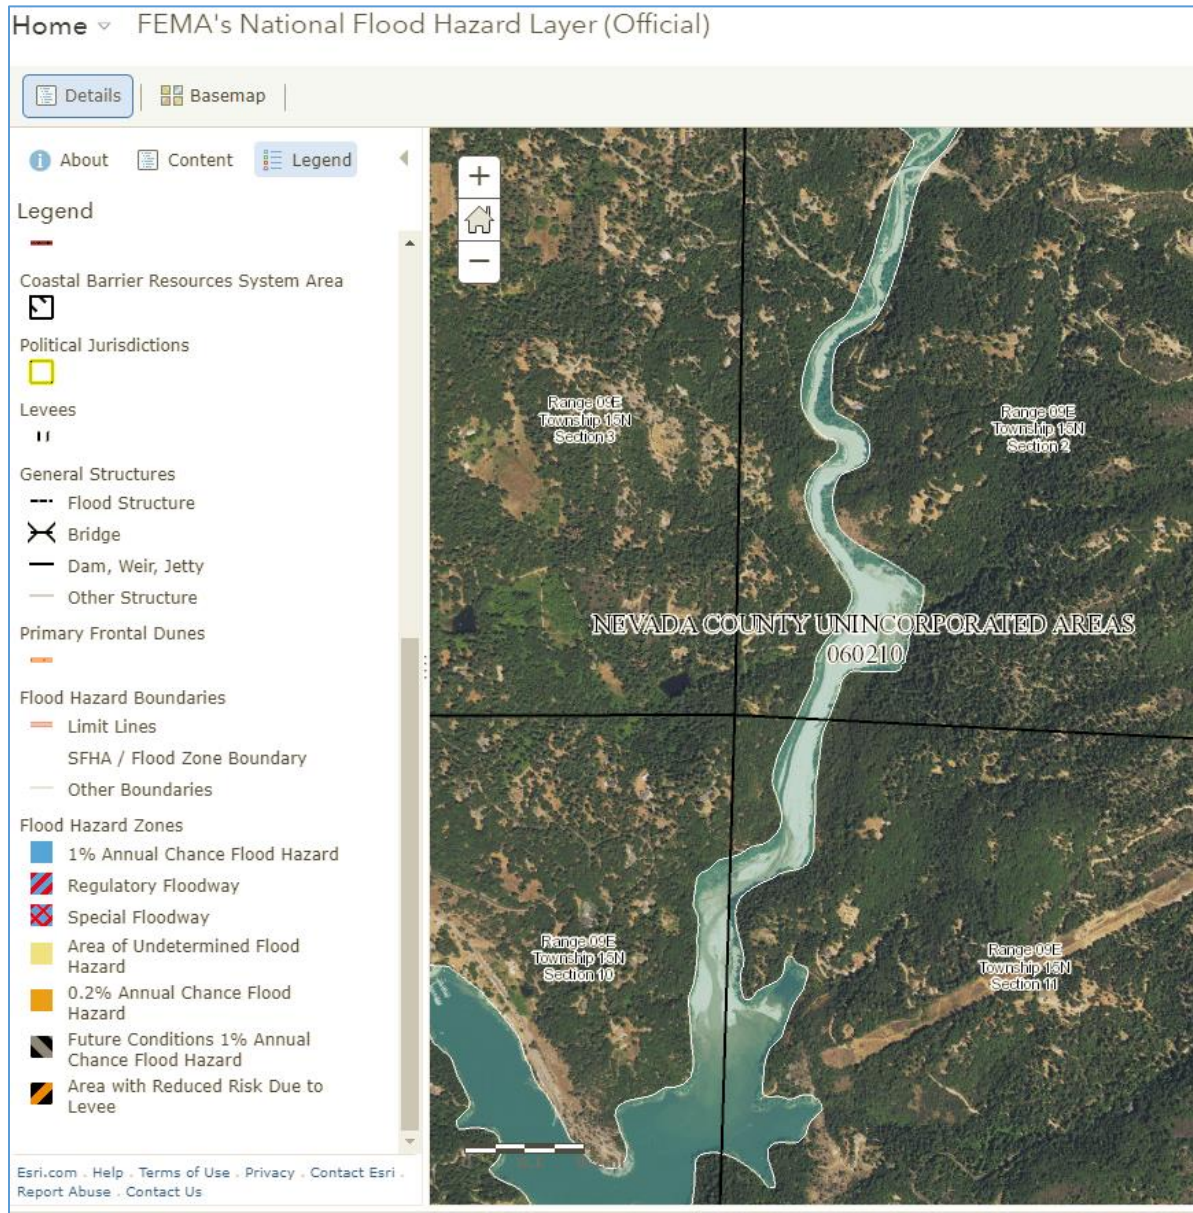 Home FEMA's National Flood Hazard Layer (Official)
Details Basemap
About Content Legend
Legend
Coastal Barrier Resources System Area
Political Jurisdictions
Levees
General Structures
Flood Structure
Bridge
Dam, Weir, Jetty
Other Structure
Primary Frontal Dunes
Flood Hazard Boundaries
Limit Lines
SFHA / Flood Zone Boundary
Other Boundaries
Flood Hazard Zones
1% Annual Chance Flood Hazard
Regulatory Floodway
Special Floodway
Area of Undetermined Flood
Hazard
0.2% Annual Chance Flood
Hazard
Future Conditions 1% Annual
Chance Flood Hazard
Area with Reduced Risk Due to
Levee
Esri.com . Help . Terms of Use . Privacy . Contact Esri .
Report Abuse . Contact Us
+
−
Range 09E
Township 15N
Section 3
Range 09E
Township 15N
Section 2
NEVADA COUNTY UNINCORPORATED AREAS
060210
Range 09E
Township 15N
Section 10
Range 09E
Township 15N
Section 11